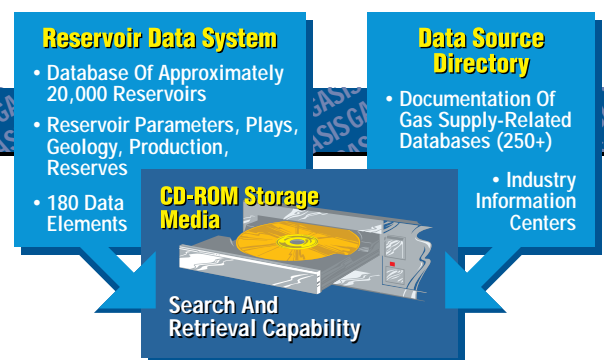 Reservoir Data System
• Database Of Approximately
20,000 Reservoirs
• Reservoir Parameters, Plays,
Geology, Production,
Reserves
• 180 Data
Elements
Data Source
Directory
• Documentation Of
Gas Supply-Related
Databases (250+)
• Industry
Information
Centers
CD-ROM Storage
Media
Search And
Retrieval Capability